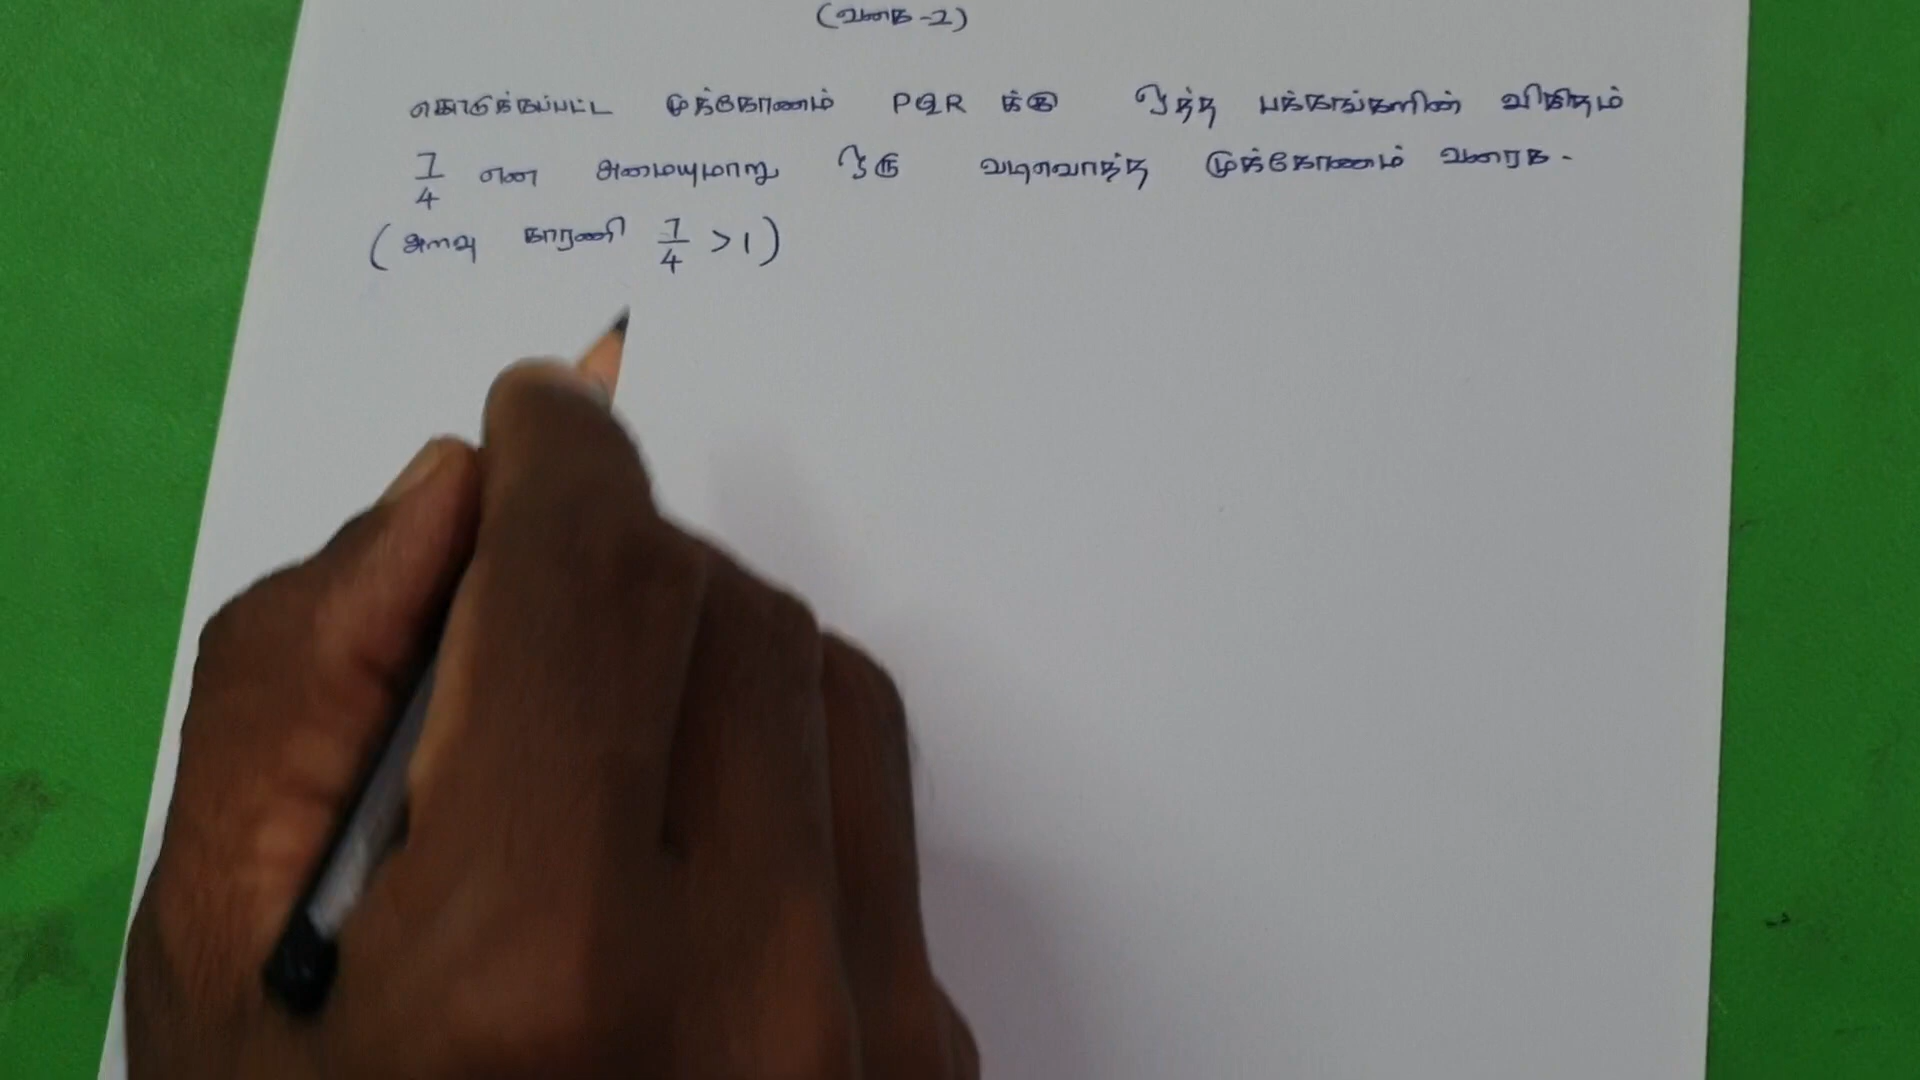 (வகை -2)
கொடுக்கப்பட்ட முக்கோணம் PQR க்கு ஒத்த பக்கங்களின் விகிதம்
7/4 என அமையுமாறு ஒரு வடிவொத்த முக்கோணம் வரைக.
(அளவு காரணி 7/4 > 1)